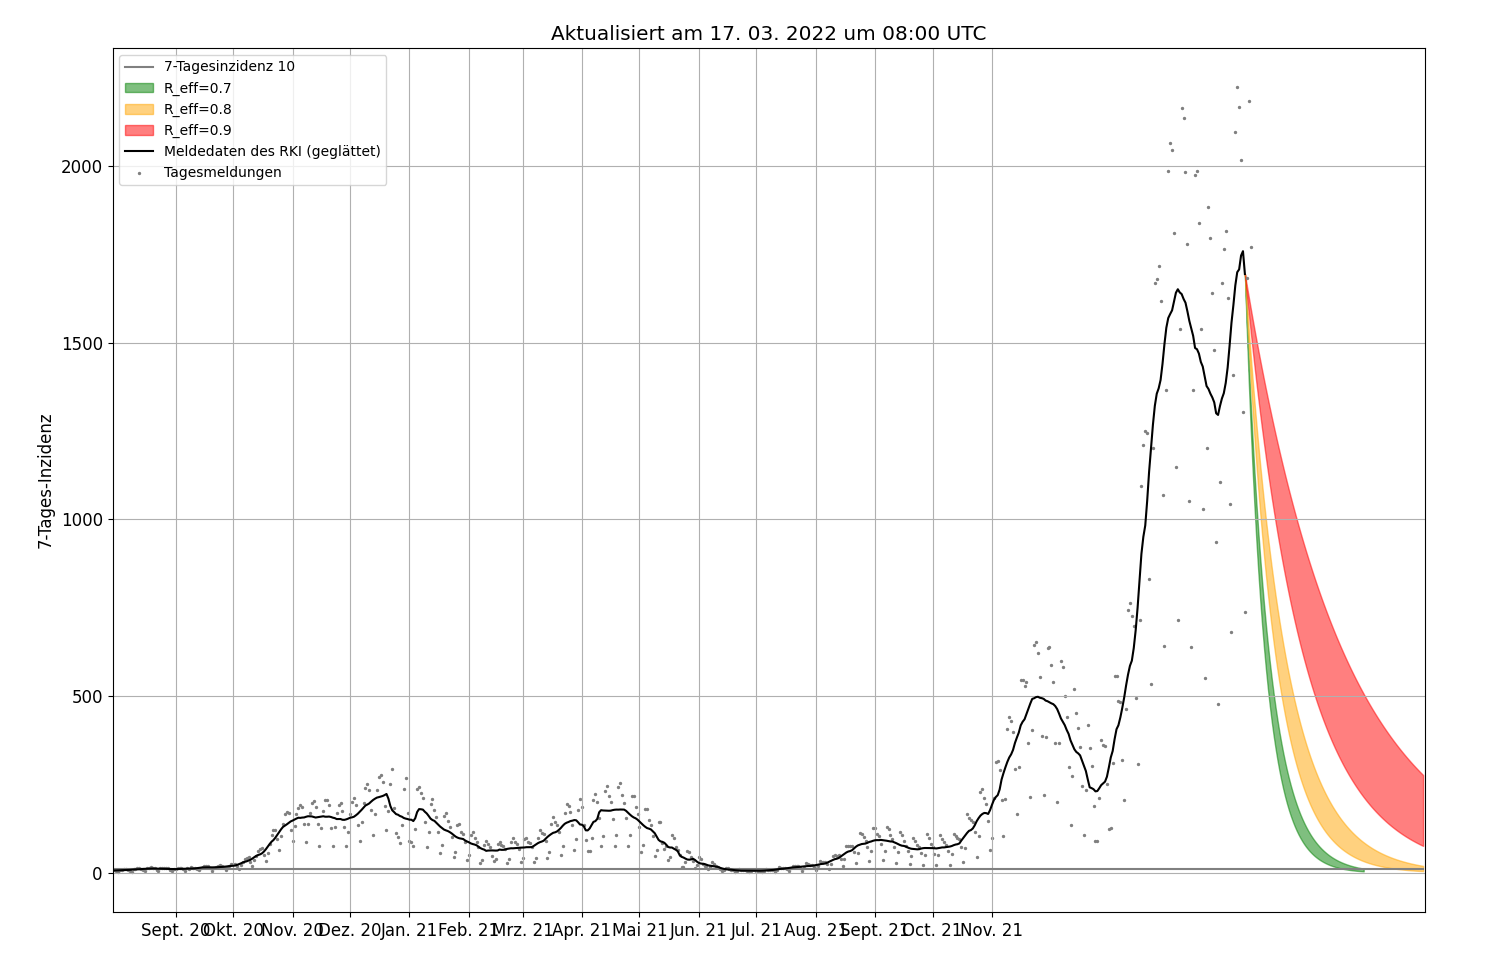 Aktualisiert am 17. 03. 2022 um 08:00 UTC
7-Tagesinzidenz 10
R_eff=0.7
R_eff=0.8
R_eff=0.9
Meldedaten des RKI (geglättet)
Tagesmeldungen
7-Tages-Inzidenz
2000
1500
1000
500
0
Sept. 20 Okt. 20 Nov. 20 Dez. 20 Jan. 21 Feb. 21 Mrz. 21 Apr. 21 Mai 21 Jun. 21 Jul. 21 Aug. 21 Sept. 21 Oct. 21 Nov. 21